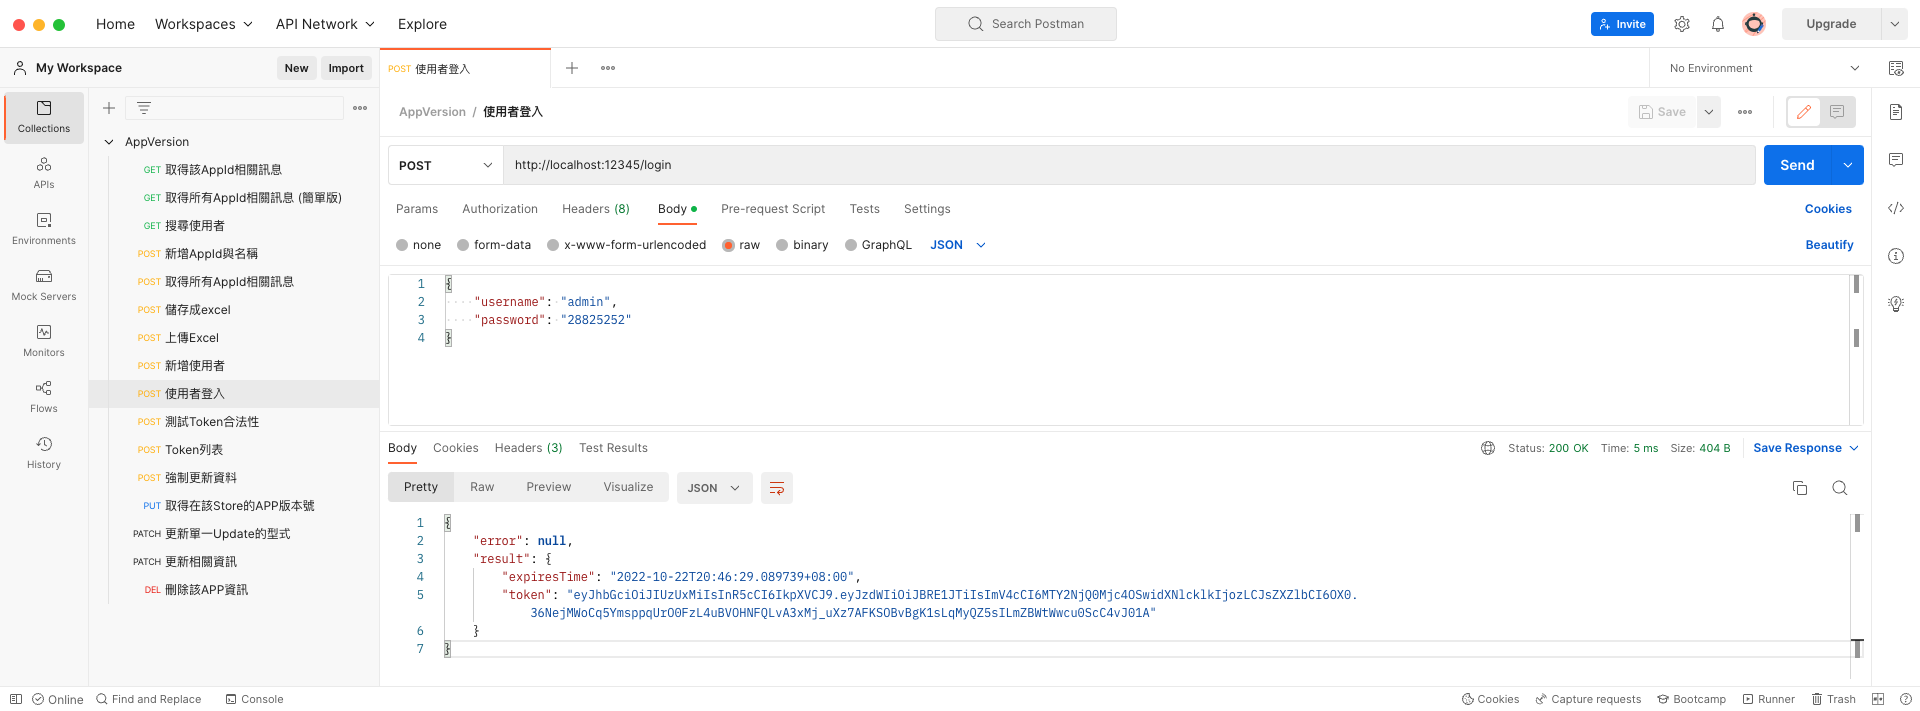 Home Workspaces API Network Explore Search Postman Invite Upgrade
My Workspace New Import POST 使用者登入 No Environment
Collections
APIs
Environments
Mock Servers
Monitors
Flows
History
AppVersion
GET 取得該AppId相關訊息
GET 取得所有AppId相關訊息 (簡單版)
GET 搜尋使用者
POST 新增AppId與名稱
POST 取得所有AppId相關訊息
POST 儲存成excel
POST 上傳Excel
POST 新增使用者
POST 使用者登入
POST 測試Token合法性
POST Token列表
POST 強制更新資料
PUT 取得在該Store的APP版本號
PATCH 更新單一Update的型式
PATCH 更新相關資訊
DEL 刪除該APP資訊
AppVersion / 使用者登入 Save
POST http://localhost:12345/login Send
Params Authorization Headers (8) Body Pre-request Script Tests Settings Cookies
none form-data x-www-form-urlencoded raw binary GraphQL JSON Beautify
1 {
2 "username": "admin",
3 "password": "28825252"
4 }
Body Cookies Headers (3) Test Results Status: 200 OK Time: 5 ms Size: 404 B Save Response
Pretty Raw Preview Visualize JSON
1 {
2 "error": null,
3 "result": {
4 "expiresTime": "2022-10-22T20:46:29.089739+08:00",
5 "token": "eyJhbGciOiJIUzUxMiIsInR5cCI6IkpXVCJ9.eyJzdWIiOiJBRE1JTiIsImV4cCI6MTY2NjQ0Mjc4OSwidXNlcklkIjozLCJsZXZlbCI6OX0.
36NejMWoCq5YmsppqUrO0FzL4uBVOHNFQLvA3xMj_uXz7AFKSOBvBgK1sLqMyQZ5sILmZBWtWwcu0ScC4vJ01A"
6 }
7 }
Online Find and Replace Console Cookies Capture requests Bootcamp Runner Trash